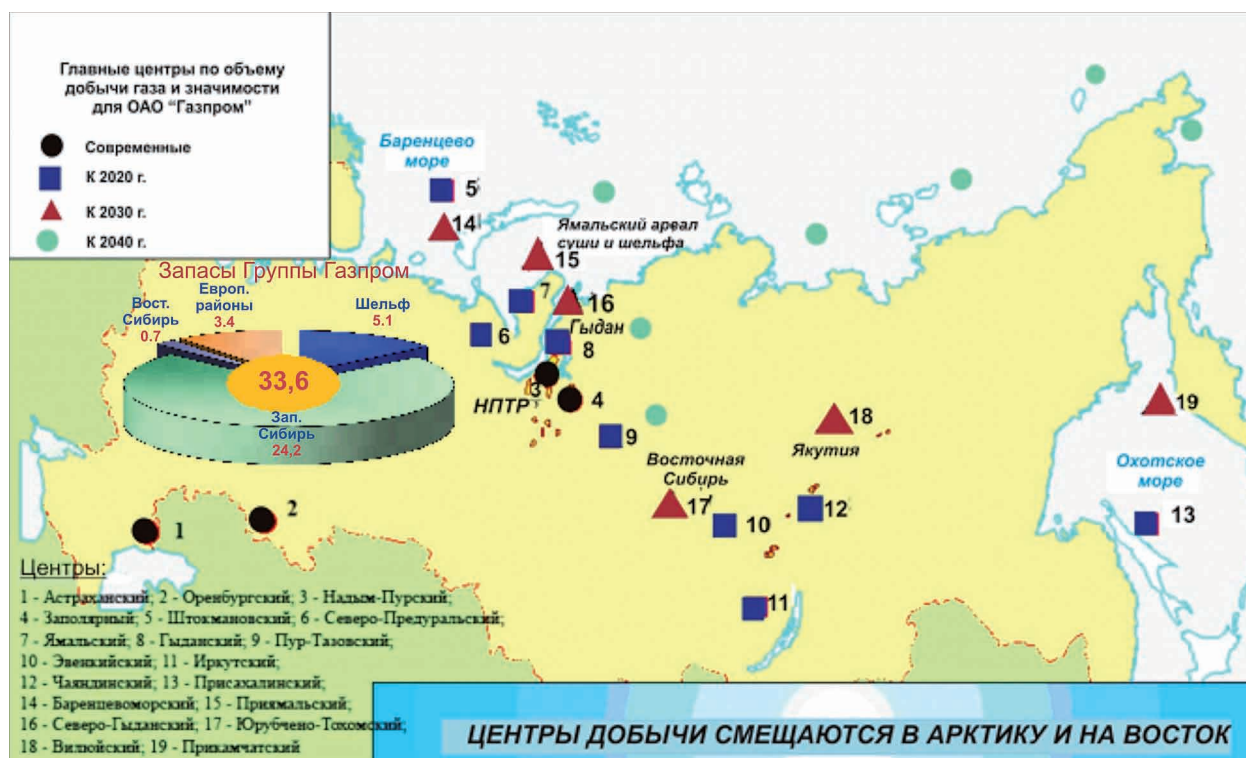 Главные центры по объему
добычи газа и значимости
для ОАО "Газпром"
Современные
К 2020 г.
К 2030 г.
К 2040 г.
Баренцево
море
5
14
Ямальский ареал
суши и шельфа
15
7
16
Гыдан
6
8
3
НПТР
4
9
Запасы Группы Газпром
Вост.
Сибирь
0.7
Европ.
районы
3.4
Шельф
5.1
33,6
Зап.
Сибирь
24,2
18
Якутия
Восточная
Сибирь
17
10
12
11
19
Охотское
море
13
1
2
Центры:
1 - Астраханский; 2 - Оренбургский; 3 - Надым-Пурский;
4 - Заполярный; 5 - Штокмановский; 6 - Северо-Предуральский;
7 - Ямальский; 8 - Гыданский; 9 - Пур-Тазовский;
10 - Эвенкийский; 11 - Иркутский;
12 - Чаяндинский; 13 - Присахалинский;
14 - Баренцевоморский; 15 - Приямальский;
16 - Северо-Гыданский; 17 - Юрубчено-Тохомский;
18 - Вилюйский; 19 - Прикамчатский
ЦЕНТРЫ ДОБЫЧИ СМЕЩАЮТСЯ В АРКТИКУ И НА ВОСТОК